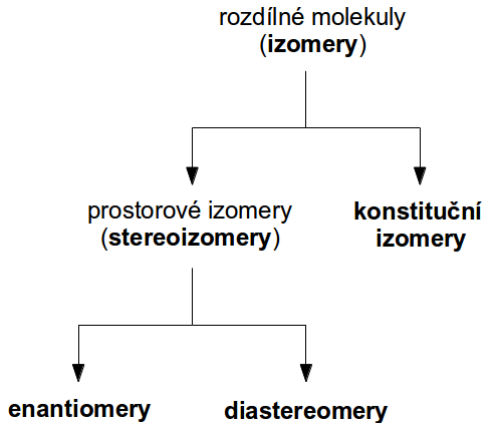 rozdílné molekuly
(izomery)
prostorové izomery
(stereoizomery)
konstituční
izomery
enantiomery
diastereomery